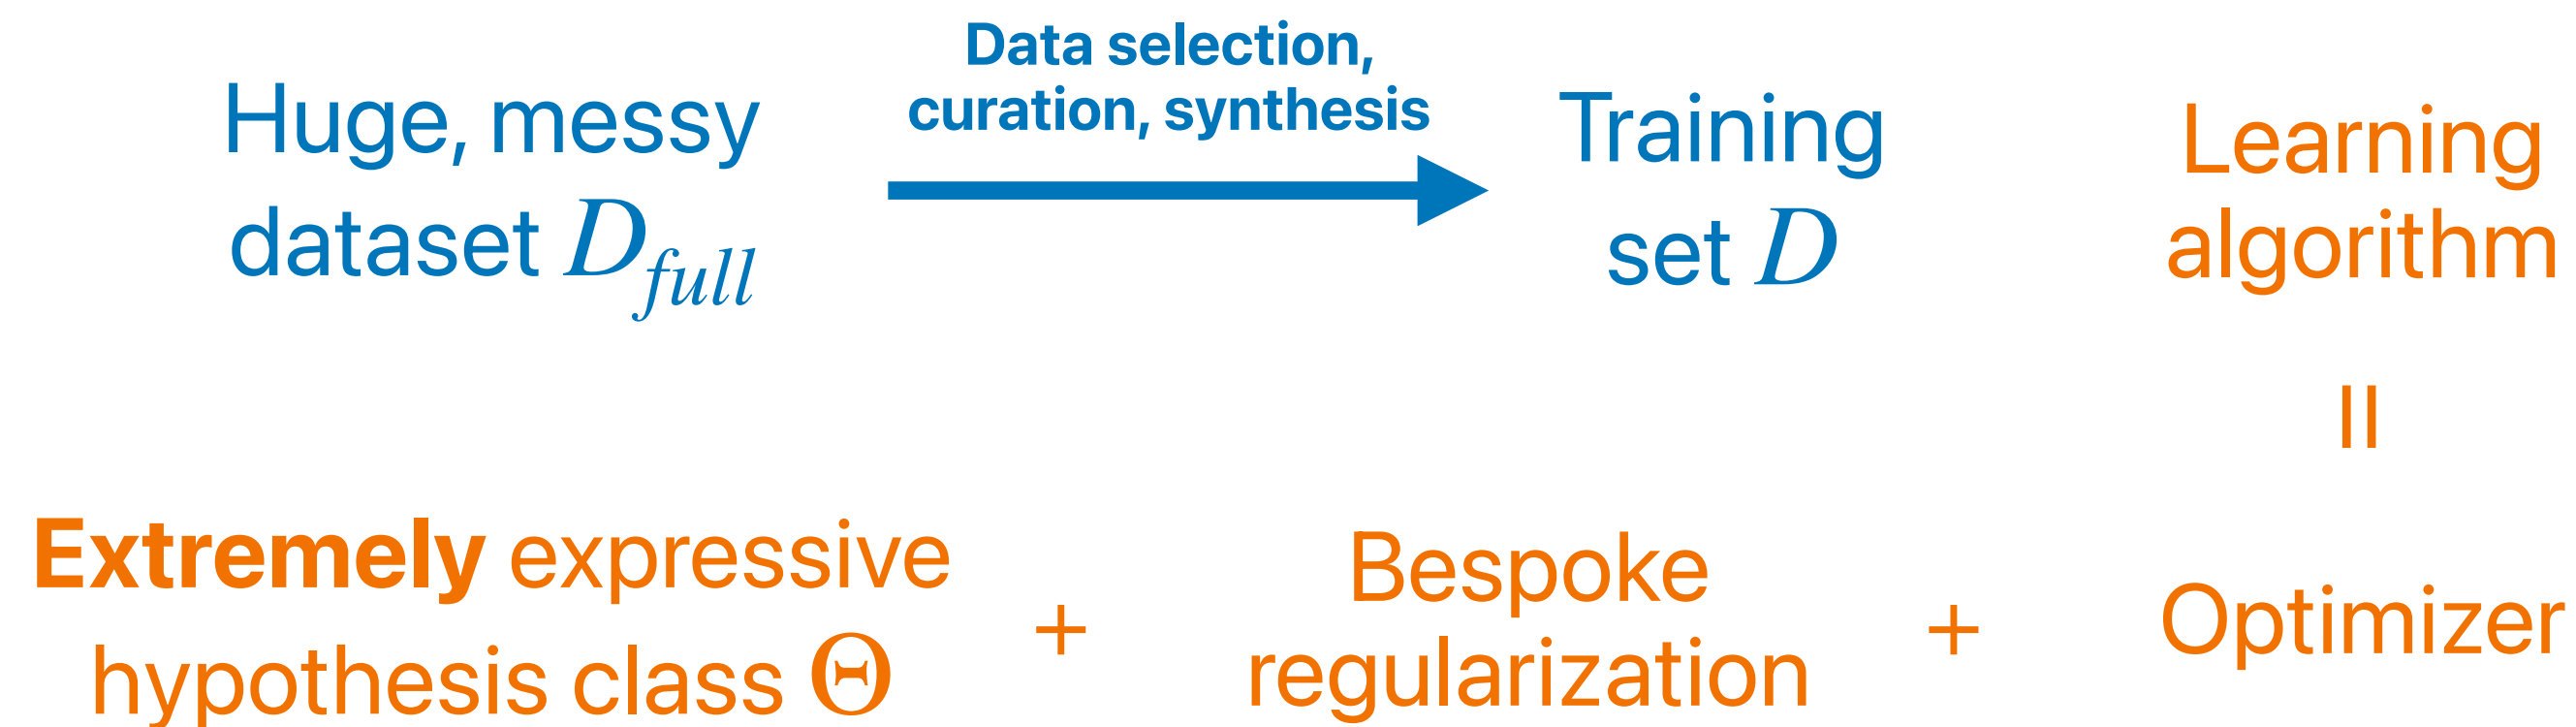 Data selection,
curation, synthesis
Huge, messy
dataset D_full
Training
set D
Learning
algorithm
=
Extremely expressive
hypothesis class Θ
+
Bespoke
regularization
+
Optimizer